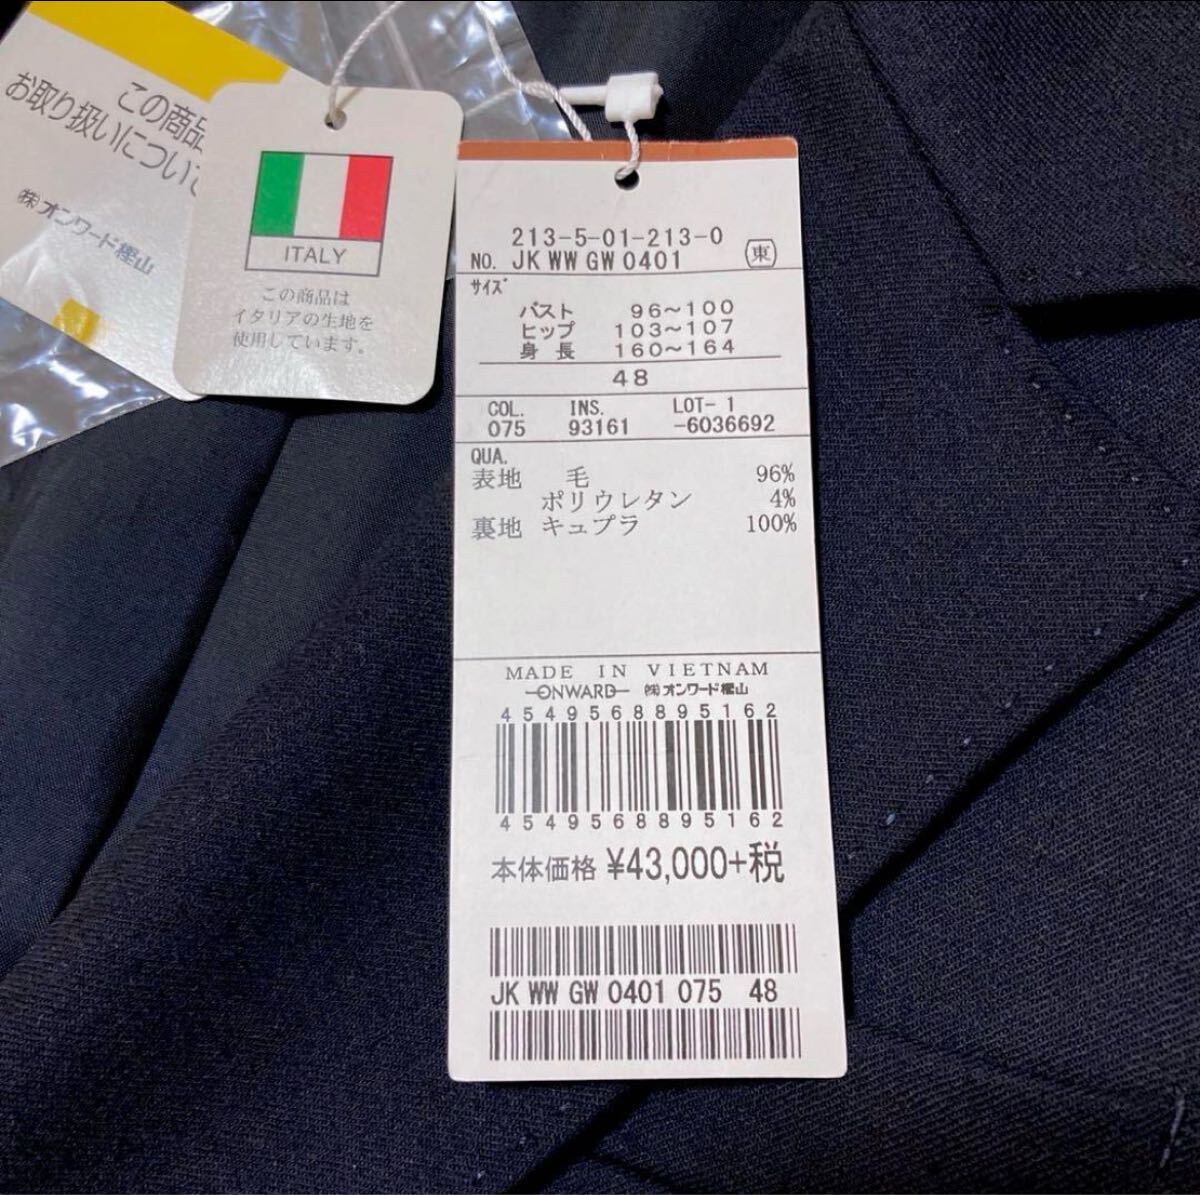 この商品
お取り扱いについて
㈱オンワード樫山
ITALY
この商品は
イタリアの生地を
使用しています。
213-5-01-213-0
NO. JK WW GW 0401 東
サイズ
バスト 96～100
ヒップ 103～107
身長 160～164
48
COL. INS. LOT- 1
075 93161 -6036692
QUA.
表地 毛 96%
ポリウレタン 4%
裏地 キュプラ 100%
MADE IN VIETNAM
ONWARD ㈱オンワード樫山
4549568895162
4549568895162
本体価格 ¥43,000+税
JK WW GW 0401 075 48